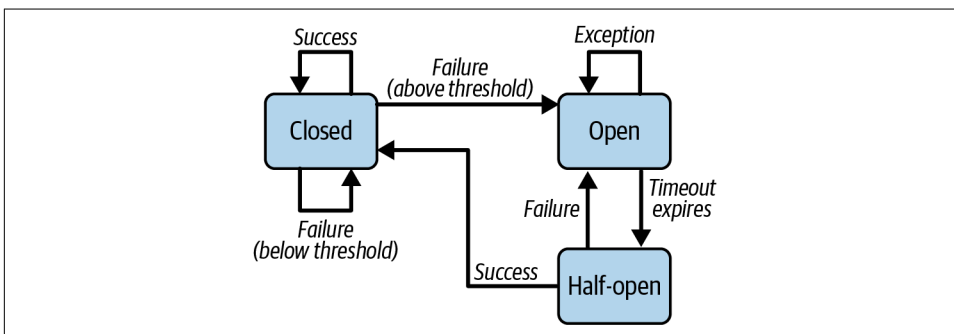 Success
Exception
Failure
(above threshold)
Closed
Open
Failure
(below threshold)
Failure
Timeout
expires
Success
Half-open